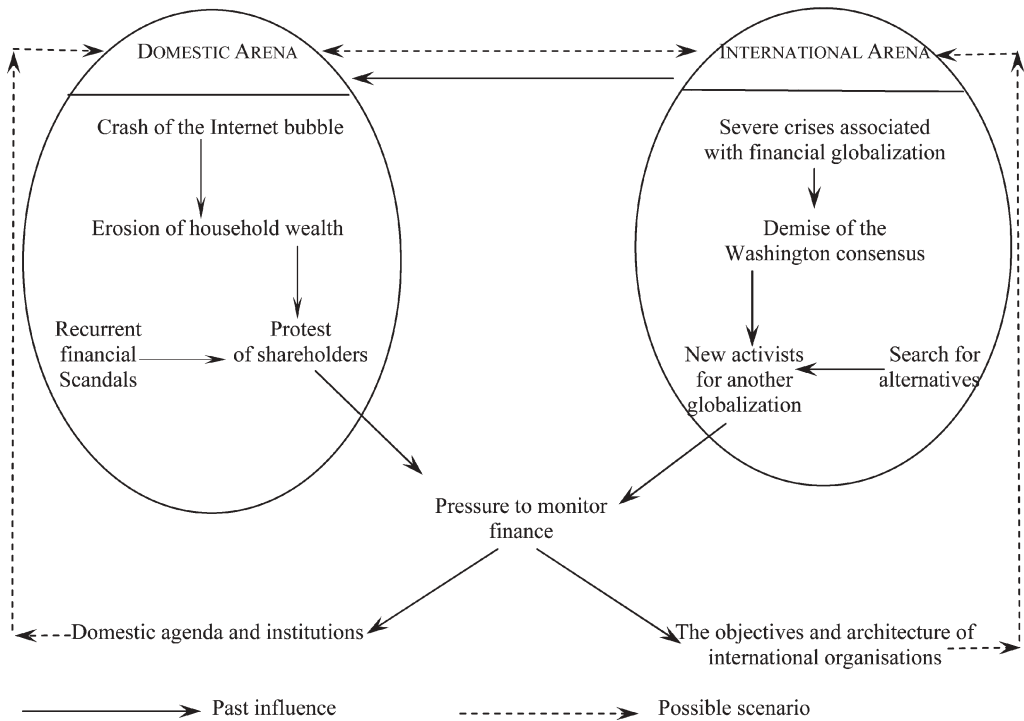 DOMESTIC ARENA
INTERNATIONAL ARENA
Crash of the Internet bubble
Erosion of household wealth
Recurrent
financial
Scandals
Protest
of shareholders
Severe crises associated
with financial globalization
Demise of the
Washington consensus
New activists
for another
globalization
Search for
alternatives
Pressure to monitor
finance
Domestic agenda and institutions
The objectives and architecture of
international organisations
Past influence
Possible scenario